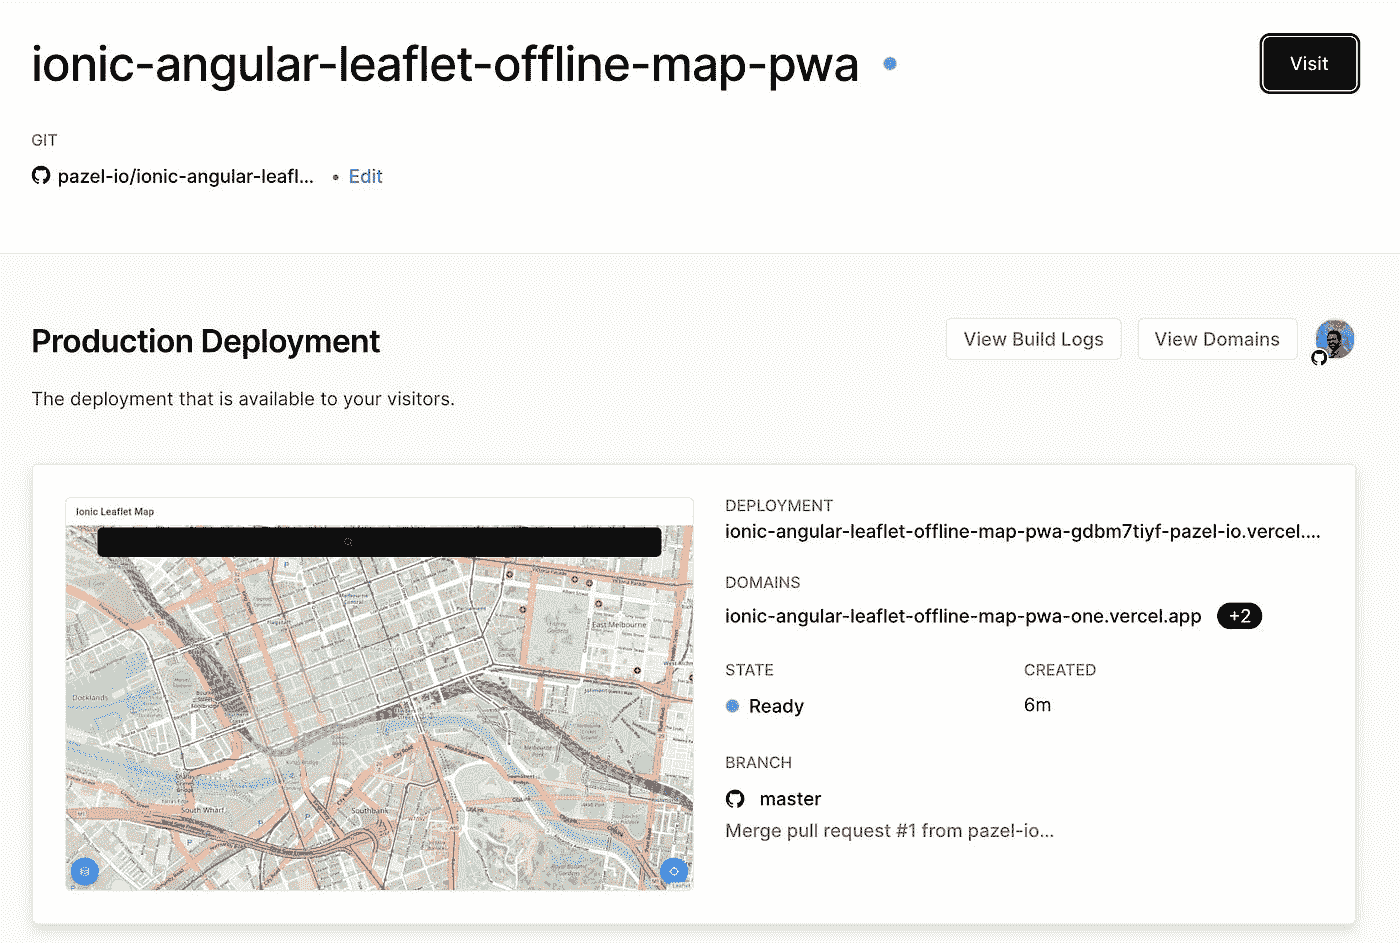 ionic-angular-leaflet-offline-map-pwa
Visit
GIT
pazel-io/ionic-angular-leafl... • Edit
Production Deployment
View Build Logs
View Domains
The deployment that is available to your visitors.
Ionic Leaflet Map
East Melbourne
Docklands
South Wharf
Southbank
Leaflet
DEPLOYMENT
ionic-angular-leaflet-offline-map-pwa-gdbm7tiyf-pazel-io.vercel....
DOMAINS
ionic-angular-leaflet-offline-map-pwa-one.vercel.app +2
STATE
Ready
CREATED
6m
BRANCH
master
Merge pull request #1 from pazel-io...